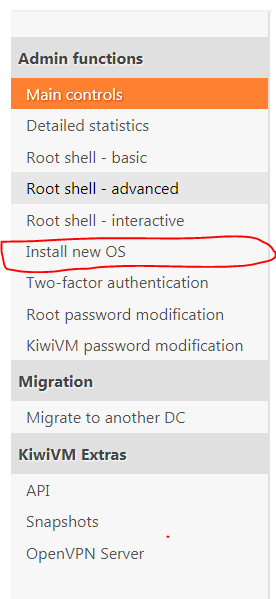 Admin functions
Main controls
Detailed statistics
Root shell - basic
Root shell - advanced
Root shell - interactive
Install new OS
Two-factor authentication
Root password modification
KiwiVM password modification
Migration
Migrate to another DC
KiwiVM Extras
API
Snapshots
OpenVPN Server